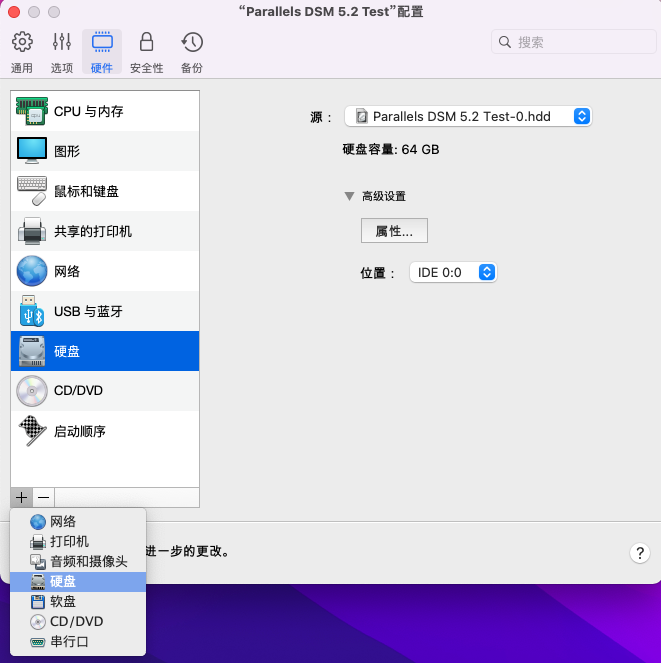 “Parallels DSM 5.2 Test”配置
通用 选项 硬件 安全性 备份
搜索
CPU 与内存
图形
鼠标和键盘
共享的打印机
网络
USB 与蓝牙
硬盘
CD/DVD
启动顺序
源：
Parallels DSM 5.2 Test-0.hdd
硬盘容量: 64 GB
高级设置
属性...
位置：
IDE 0:0
进一步的更改。
?
网络
打印机
音频和摄像头
硬盘
软盘
CD/DVD
串行口